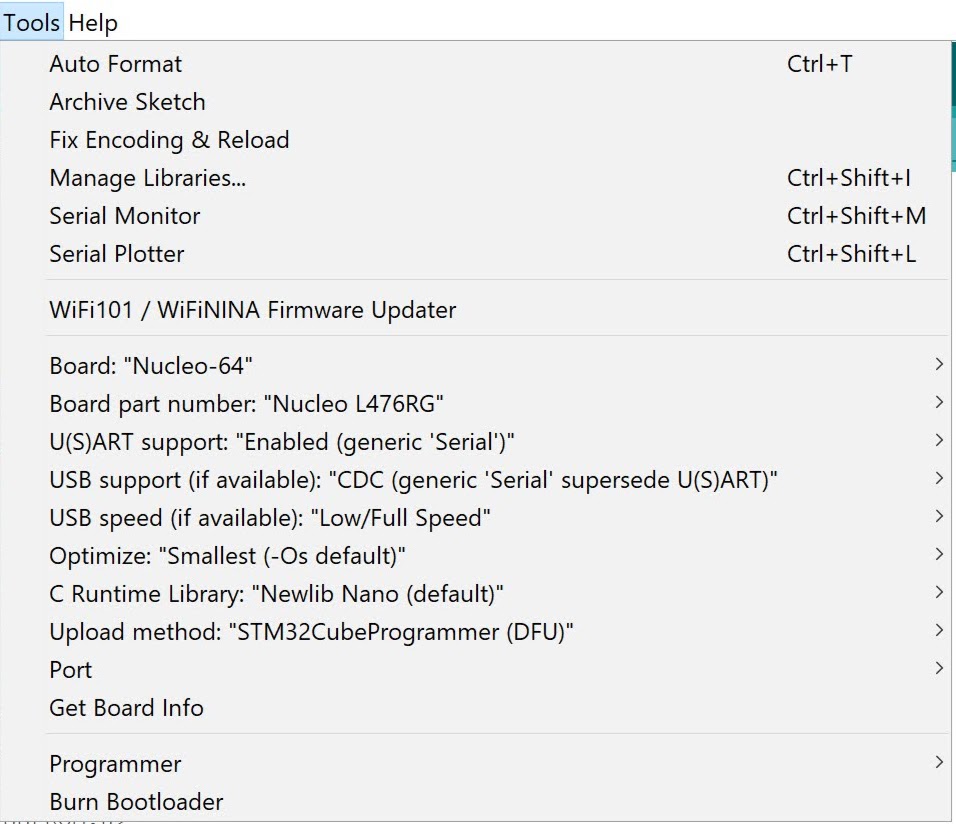 Tools Help
Auto Format Ctrl+T
Archive Sketch
Fix Encoding & Reload
Manage Libraries... Ctrl+Shift+I
Serial Monitor Ctrl+Shift+M
Serial Plotter Ctrl+Shift+L
WiFi101 / WiFiNINA Firmware Updater
Board: "Nucleo-64"
Board part number: "Nucleo L476RG"
U(S)ART support: "Enabled (generic 'Serial')"
USB support (if available): "CDC (generic 'Serial' supersede U(S)ART)"
USB speed (if available): "Low/Full Speed"
Optimize: "Smallest (-Os default)"
C Runtime Library: "Newlib Nano (default)"
Upload method: "STM32CubeProgrammer (DFU)"
Port
Get Board Info
Programmer
Burn Bootloader